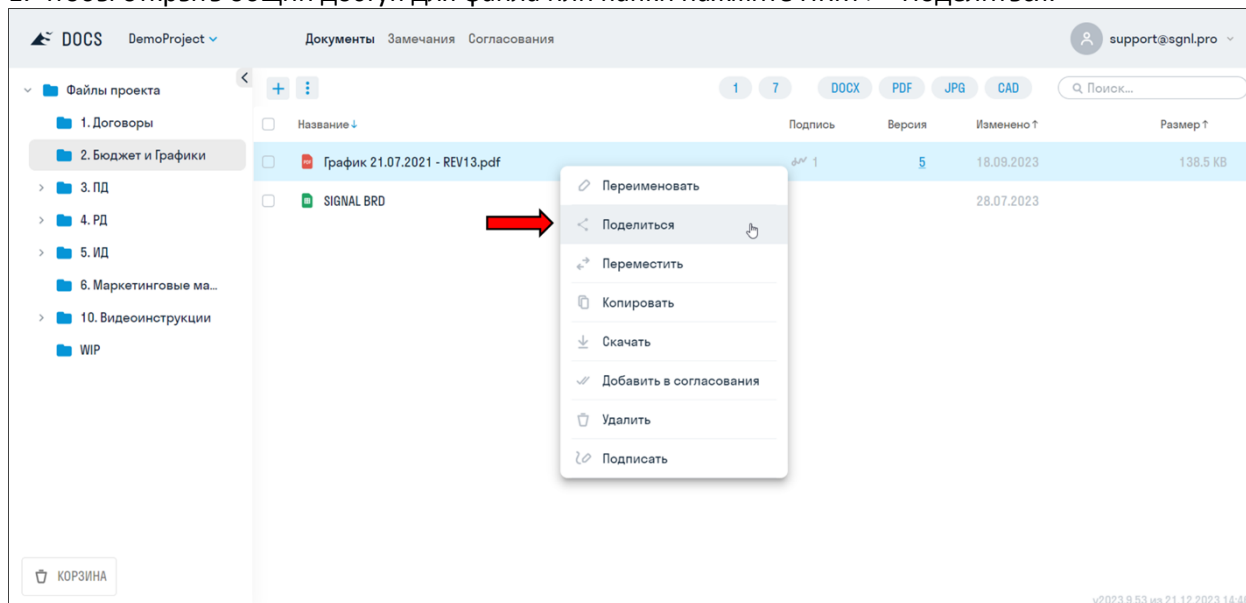 DOCS DemoProject Документы Замечания Согласования support@sgnl.pro
Файлы проекта
1. Договоры
2. Бюджет и Графики
3. ПД
4. РД
5. ИД
6. Маркетинговые ма...
10. Видеоинструкции
WIP
КОРЗИНА
+ 1 7 DOCX PDF JPG CAD Поиск...
Название↓ Подпись Версия Изменено↑ Размер↑
График 21.07.2021 - REV13.pdf 1 5 18.09.2023 138.5 KB
SIGNAL BRD 28.07.2023
Переименовать
Поделиться
Переместить
Копировать
Скачать
Добавить в согласования
Удалить
Подписать